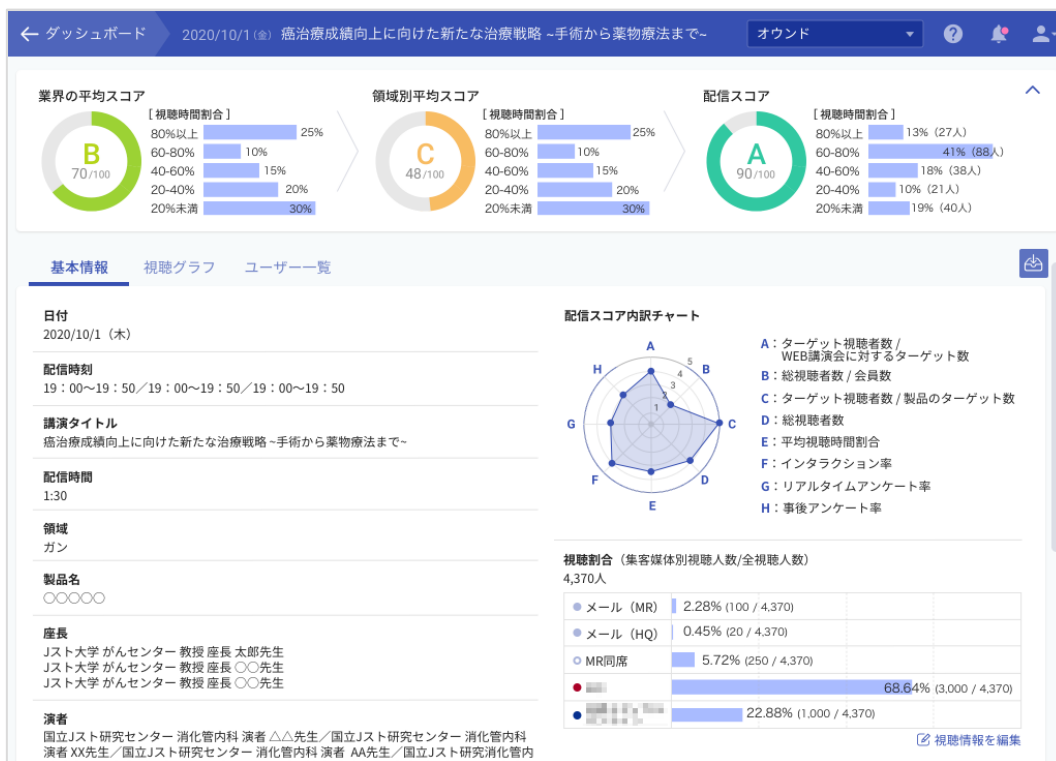 ダッシュボード
2020/10/1(金) 癌治療成績向上に向けた新たな治療戦略 ~手術から薬物療法まで~
オウンド
業界の平均スコア
[ 視聴時間割合 ]
B
70/100
80%以上 25%
60-80% 10%
40-60% 15%
20-40% 20%
20%未満 30%
領域別平均スコア
[ 視聴時間割合 ]
C
48/100
80%以上 25%
60-80% 10%
40-60% 15%
20-40% 20%
20%未満 30%
配信スコア
[ 視聴時間割合 ]
A
90/100
80%以上 13%（27人）
60-80% 41%（88人）
40-60% 18%（38人）
20-40% 10%（21人）
20%未満 19%（40人）
基本情報 視聴グラフ ユーザー一覧
日付
2020/10/1（木）
配信時刻
19：00〜19：50／19：00〜19：50／19：00〜19：50
講演タイトル
癌治療成績向上に向けた新たな治療戦略 ~手術から薬物療法まで~
配信時間
1:30
領域
ガン
製品名
○○○○○
座長
Jスト大学 がんセンター 教授 座長 太郎先生
Jスト大学 がんセンター 教授 座長 ○○先生
Jスト大学 がんセンター 教授 座長 ○○先生
演者
国立Jスト研究センター 消化管内科 演者 △△先生／国立Jスト研究センター 消化管内科
演者 XX先生／国立Jスト研究センター 消化管内科 演者 AA先生／国立Jスト研究消化管内
配信スコア内訳チャート
A
B
C
D
E
F
G
H
5
4
3
2
1
A：ターゲット視聴者数 /
WEB講演会に対するターゲット数
B：総視聴者数 / 会員数
C：ターゲット視聴者数 / 製品のターゲット数
D：総視聴者数
E：平均視聴時間割合
F：インタラクション率
G：リアルタイムアンケート率
H：事後アンケート率
視聴割合（集客媒体別視聴人数/全視聴人数）
4,370人
メール（MR） 2.28% (100 / 4,370)
メール（HQ） 0.45% (20 / 4,370)
MR同席 5.72% (250 / 4,370)
68.64% (3,000 / 4,370)
22.88% (1,000 / 4,370)
視聴情報を編集